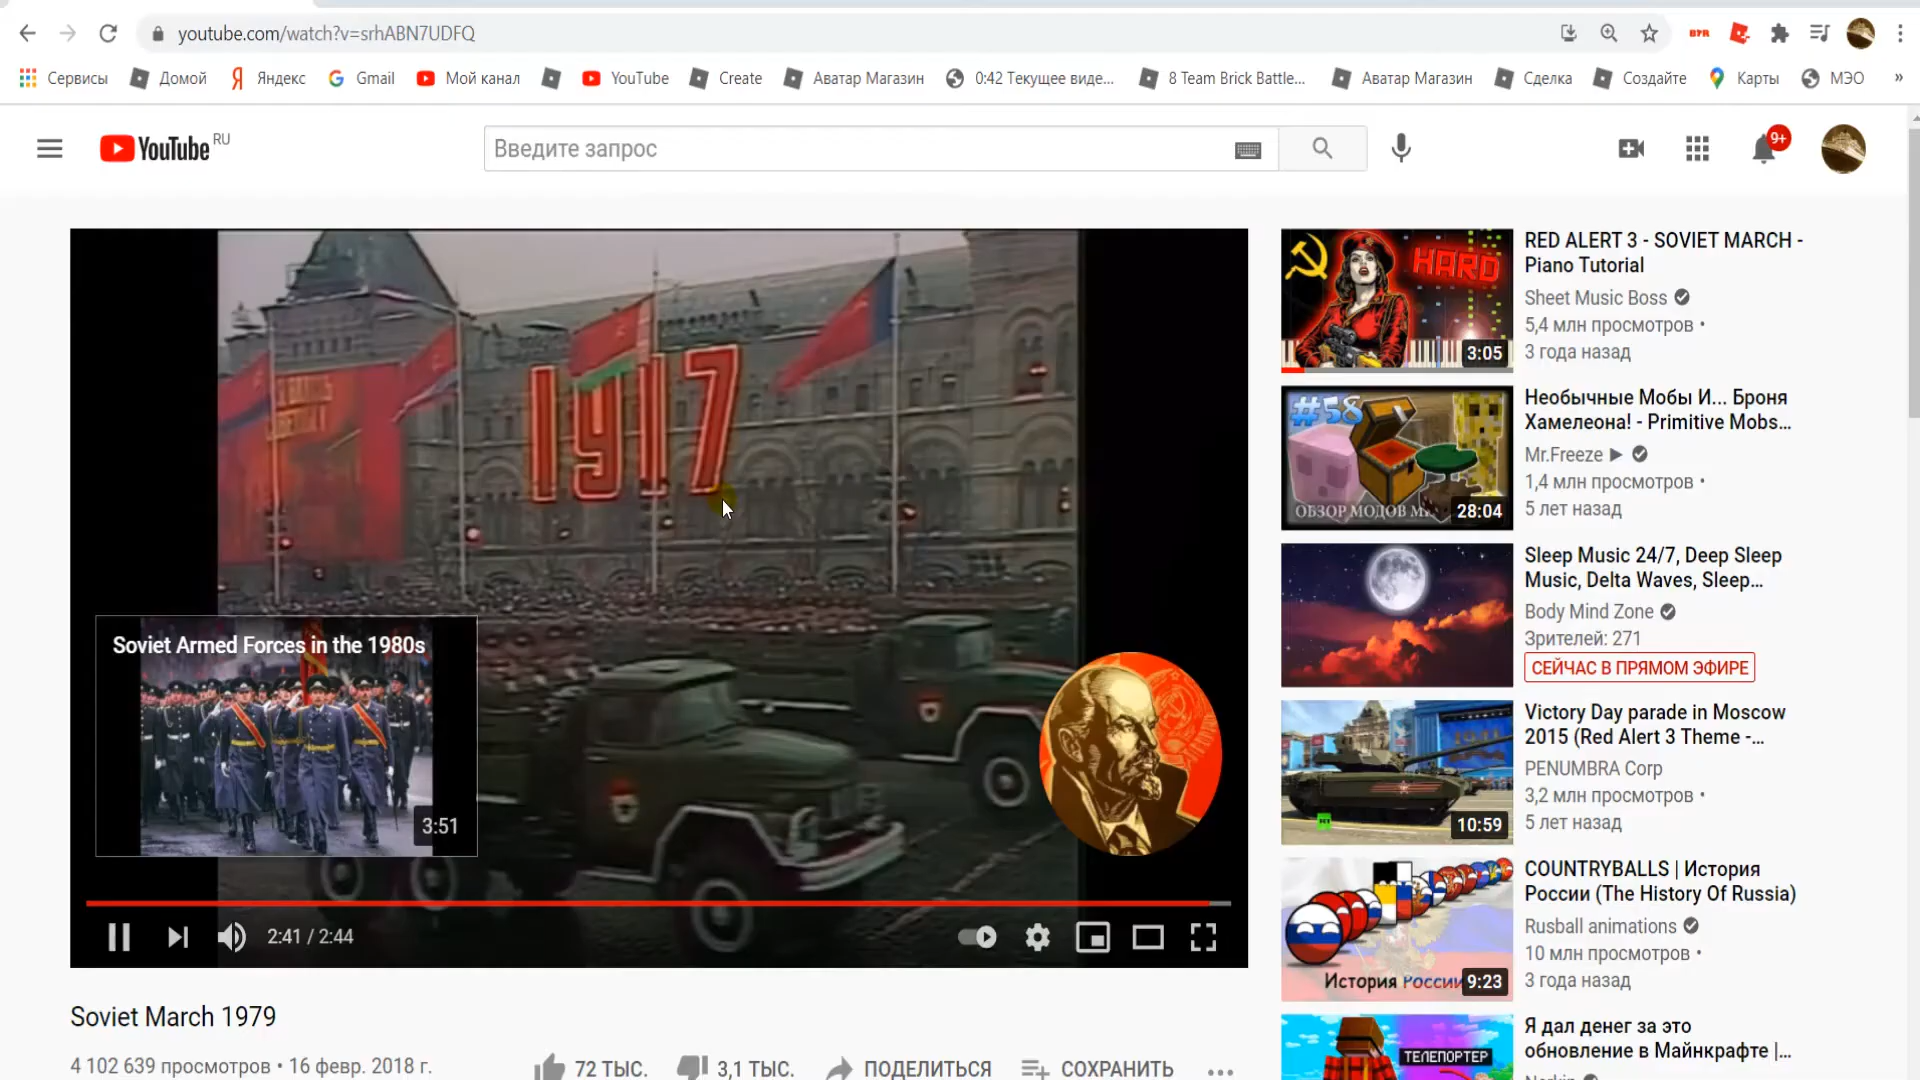 youtube.com/watch?v=srhABN7UDFQ
Сервисы
Домой
Яндекс
Gmail
Мой канал
YouTube
Create
Аватар Магазин
0:42 Текущее виде...
8 Team Brick Battle...
Аватар Магазин
Сделка
Создайте
Карты
МЭО
»
YouTube RU
Введите запрос
9+
1917
Soviet Armed Forces in the 1980s
3:51
2:41 / 2:44
Soviet March 1979
4 102 639 просмотров • 16 февр. 2018 г.
72 ТЫС.
3,1 ТЫС.
ПОДЕЛИТЬСЯ
СОХРАНИТЬ
HARD
3:05
RED ALERT 3 - SOVIET MARCH -
Piano Tutorial
Sheet Music Boss
5,4 млн просмотров •
3 года назад
#58
ОБЗОР МОДОВ
28:04
Необычные Мобы И... Броня
Хамелеона! - Primitive Mobs...
Mr.Freeze
1,4 млн просмотров •
5 лет назад
Sleep Music 24/7, Deep Sleep
Music, Delta Waves, Sleep...
Body Mind Zone
Зрителей: 271
СЕЙЧАС В ПРЯМОМ ЭФИРЕ
RT
10:59
Victory Day parade in Moscow
2015 (Red Alert 3 Theme -...
PENUMBRA Corp
3,2 млн просмотров •
5 лет назад
История России
9:23
COUNTRYBALLS | История
России (The History Of Russia)
Rusball animations
10 млн просмотров •
3 года назад
ТЕЛЕПОРТЕР
Я дал денег за это
обновление в Майнкрафте |...